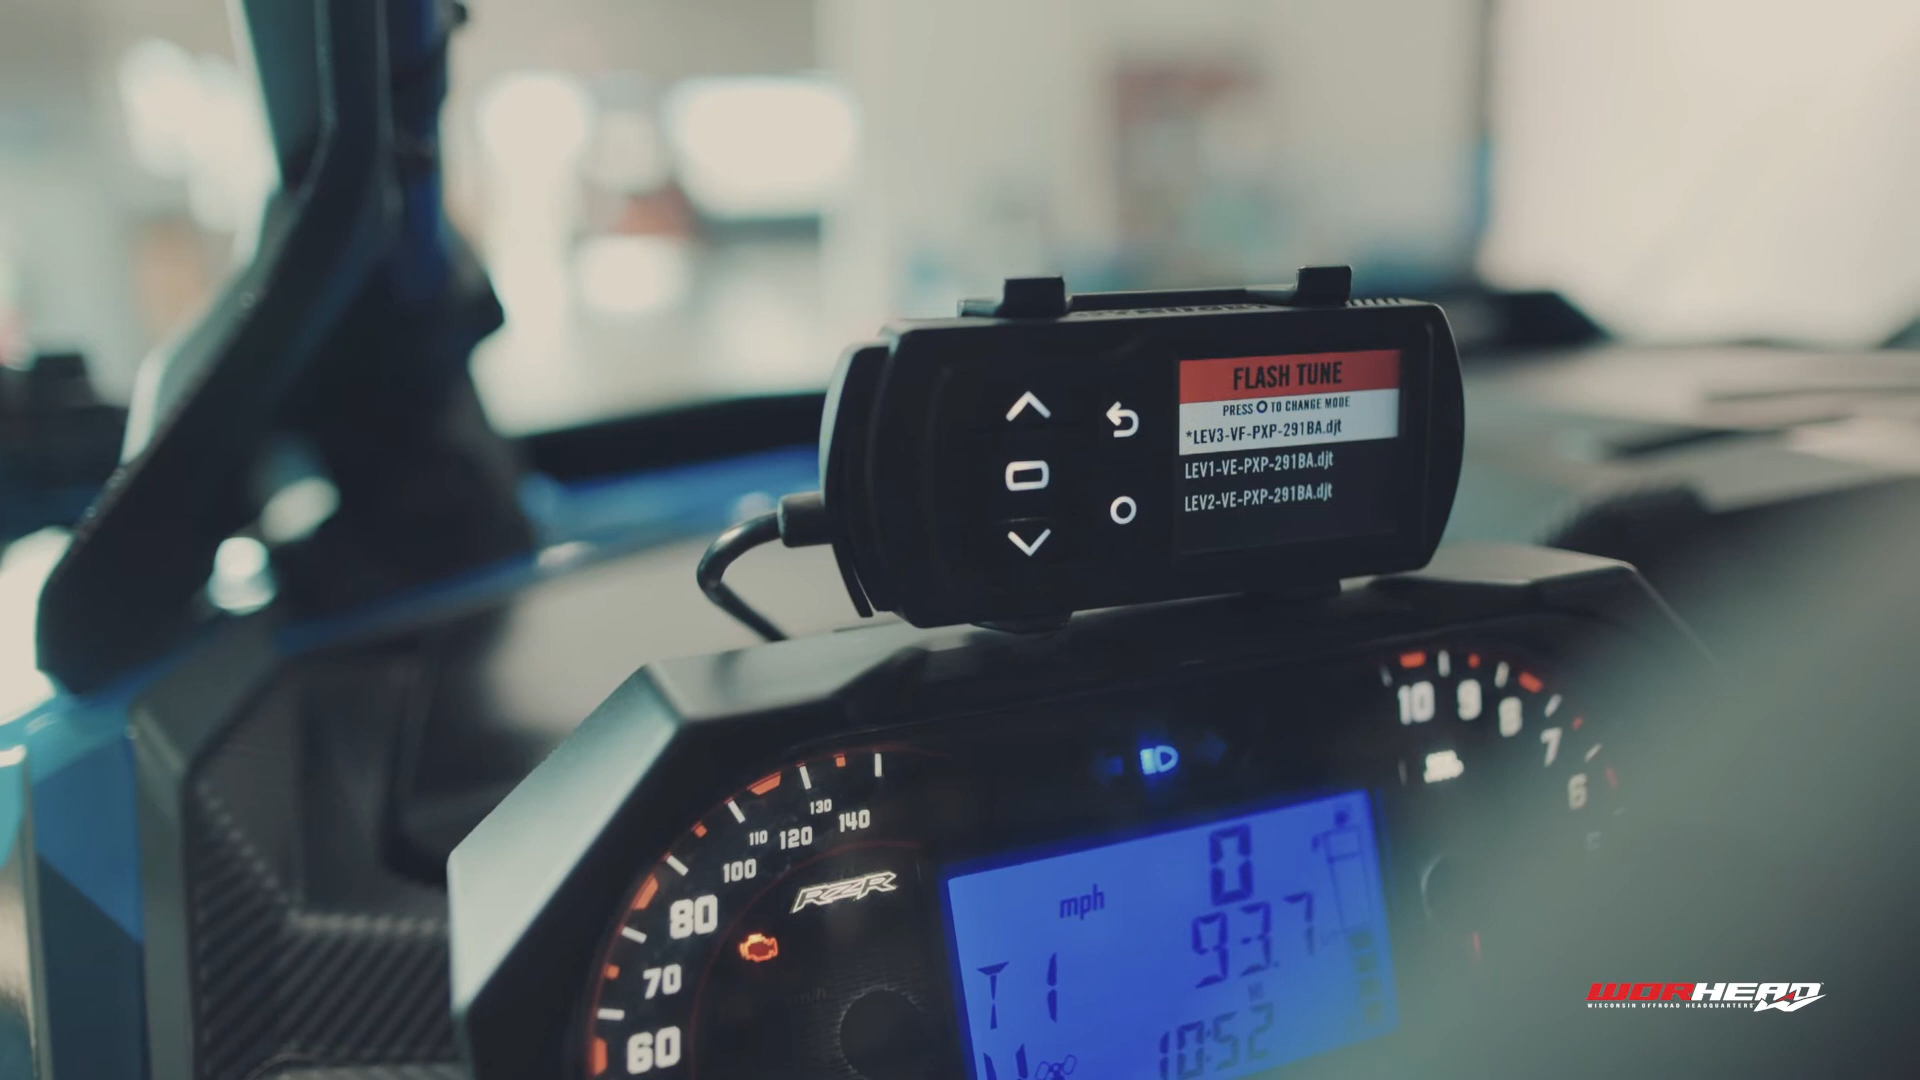 FLASH TUNE
PRESS O TO CHANGE MODE
*LEV3-VF-PXP-291BA.djt
LEV1-VE-PXP-291BA.djt
LEV2-VE-PXP-291BA.djt
10 9 8 7 6
130
110 120 140
100
80
70
60
RZR
mph
0
93.7
T 1
10:52
WORHEAD
WISCONSIN OFFROAD HEADQUARTERS